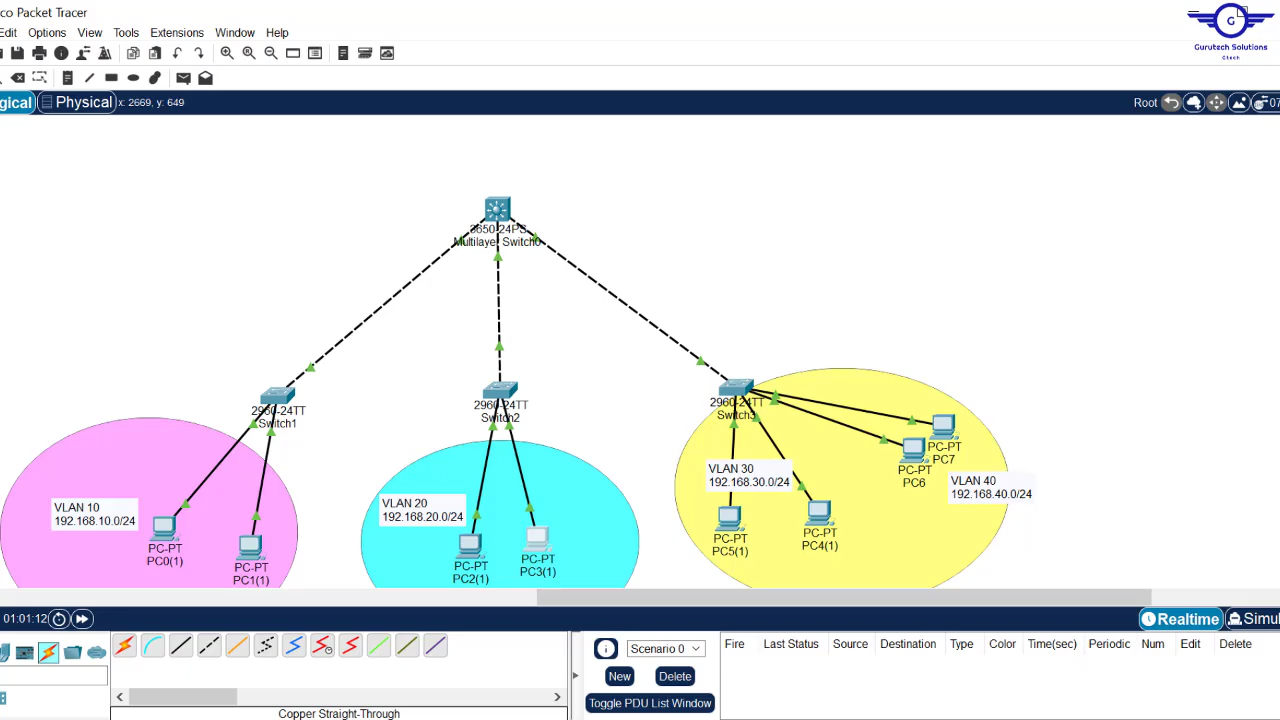 co Packet Tracer
Edit Options View Tools Extensions Window Help
G
Gurutech Solutions
Gtech
gical Physical x: 2669, y: 649 Root 07
3650-24PS
Multilayer Switch0
2960-24TT
Switch1
2960-24TT
Switch2
2960-24TT
Switch3
VLAN 10
192.168.10.0/24
PC-PT
PC0(1)
PC-PT
PC1(1)
VLAN 20
192.168.20.0/24
PC-PT
PC2(1)
PC-PT
PC3(1)
VLAN 30
192.168.30.0/24
PC-PT
PC5(1)
PC-PT
PC4(1)
PC-PT
PC7
PC-PT
PC6
VLAN 40
192.168.40.0/24
01:01:12 Realtime Simul
Scenario 0
New Delete
Toggle PDU List Window
Fire Last Status Source Destination Type Color Time(sec) Periodic Num Edit Delete
Copper Straight-Through